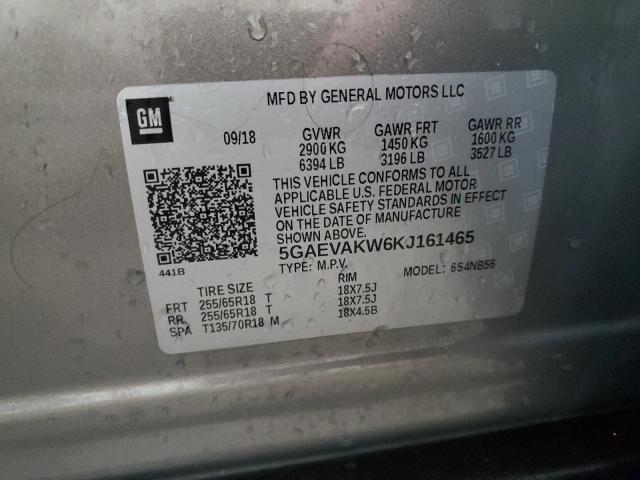 GM
MFD BY GENERAL MOTORS LLC
09/18 GVWR GAWR FRT GAWR RR
2900 KG 1450 KG 1600 KG
6394 LB 3196 LB 3527 LB
THIS VEHICLE CONFORMS TO ALL
APPLICABLE U.S. FEDERAL MOTOR
VEHICLE SAFETY STANDARDS IN EFFECT
ON THE DATE OF MANUFACTURE
SHOWN ABOVE.
5GAEVAKW6KJ161465
441B
TYPE: M.P.V. MODEL: 654NB56
TIRE SIZE RIM
FRT 255/65R18 T 18X7.5J
RR 255/65R18 T 18X7.5J
SPA T135/70R18 M 18X4.5B